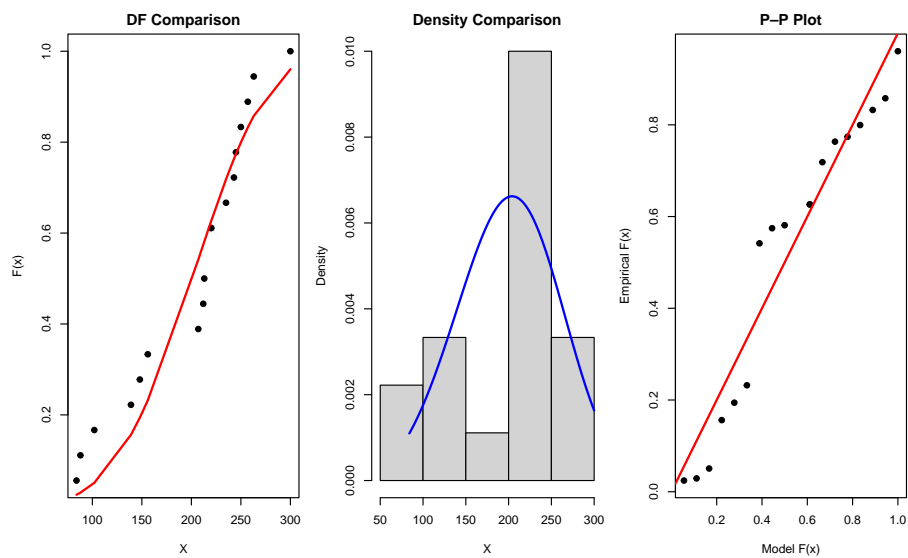 DF Comparison
F(x)
1.0
0.8
0.6
0.4
0.2
100 150 200 250 300
X
Density Comparison
Density
0.010
0.008
0.006
0.004
0.002
0.000
50 100 150 200 250 300
X
P−P Plot
Empirical F(x)
0.8
0.6
0.4
0.2
0.0
0.2 0.4 0.6 0.8 1.0
Model F(x)